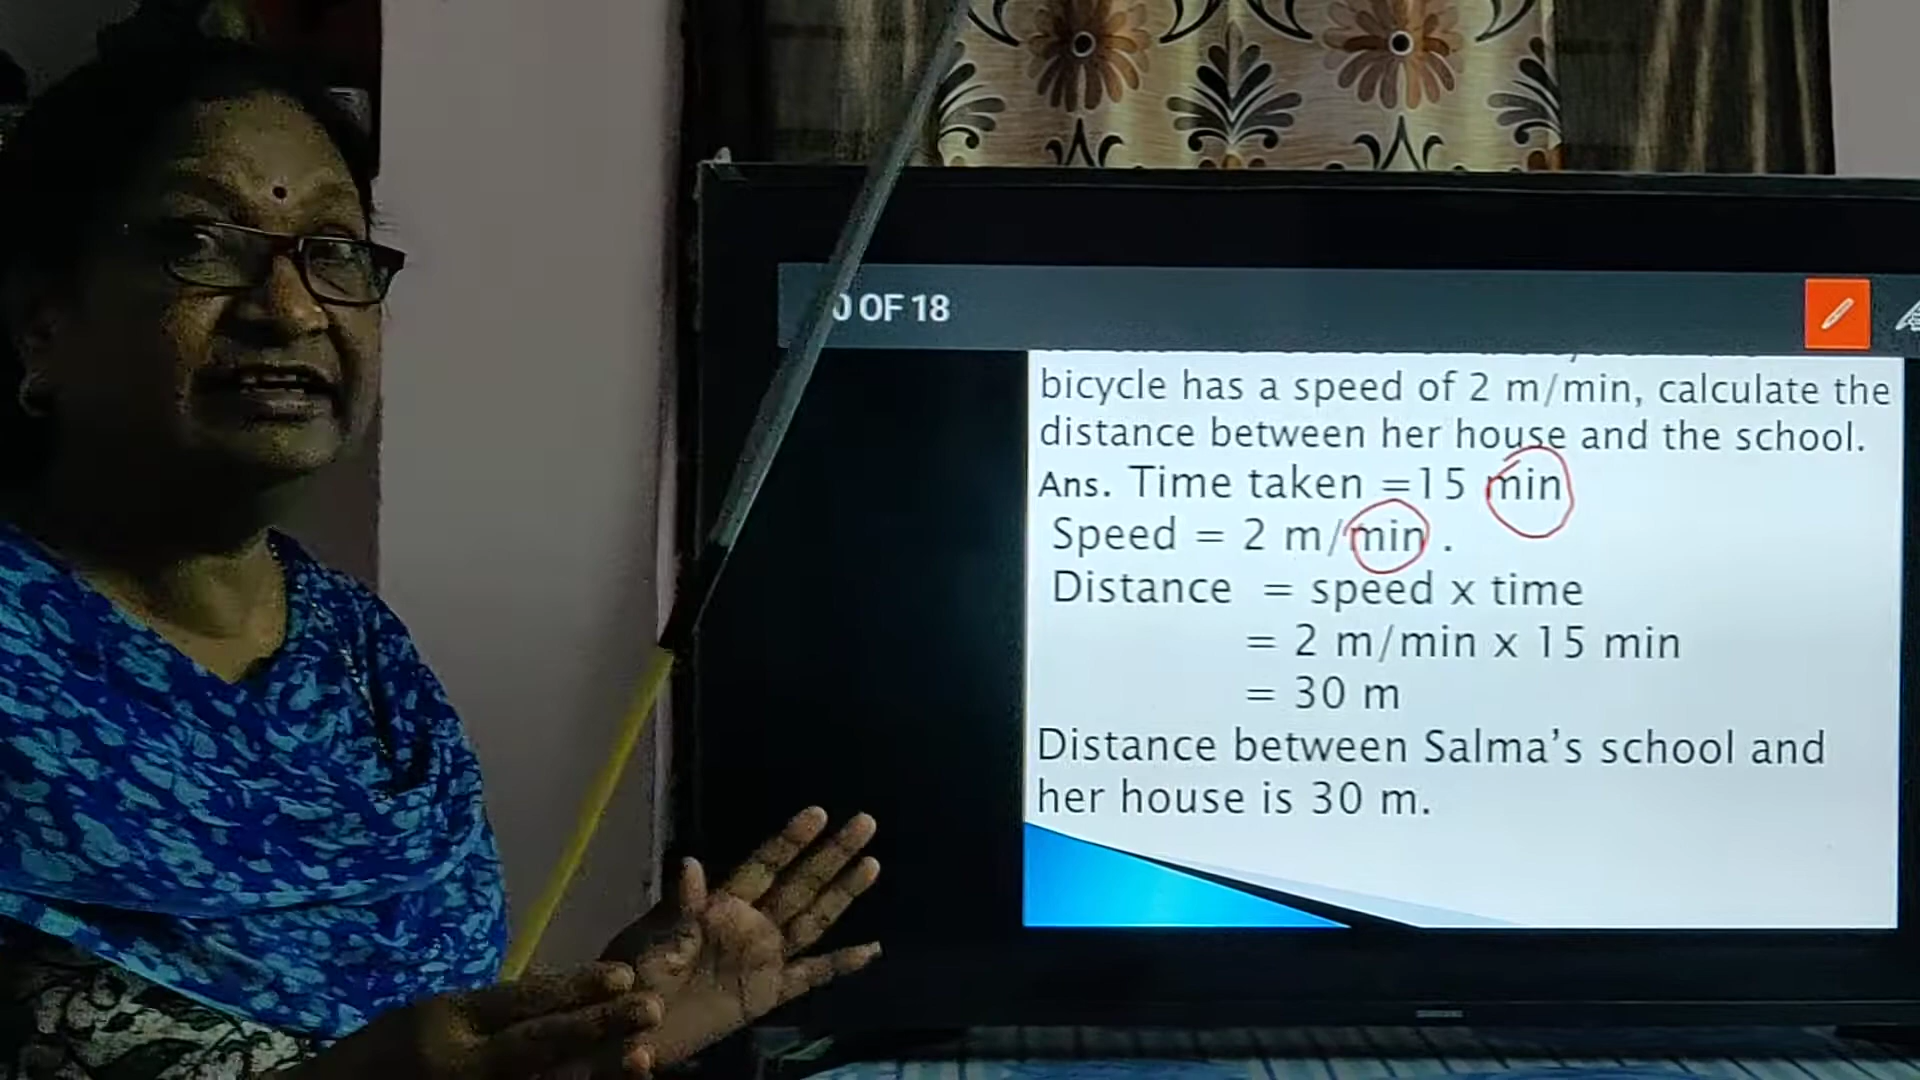 0 OF 18
bicycle has a speed of 2 m/min, calculate the
distance between her house and the school.
Ans. Time taken =15 min
Speed = 2 m/min .
Distance = speed x time
= 2 m/min x 15 min
= 30 m
Distance between Salma’s school and
her house is 30 m.